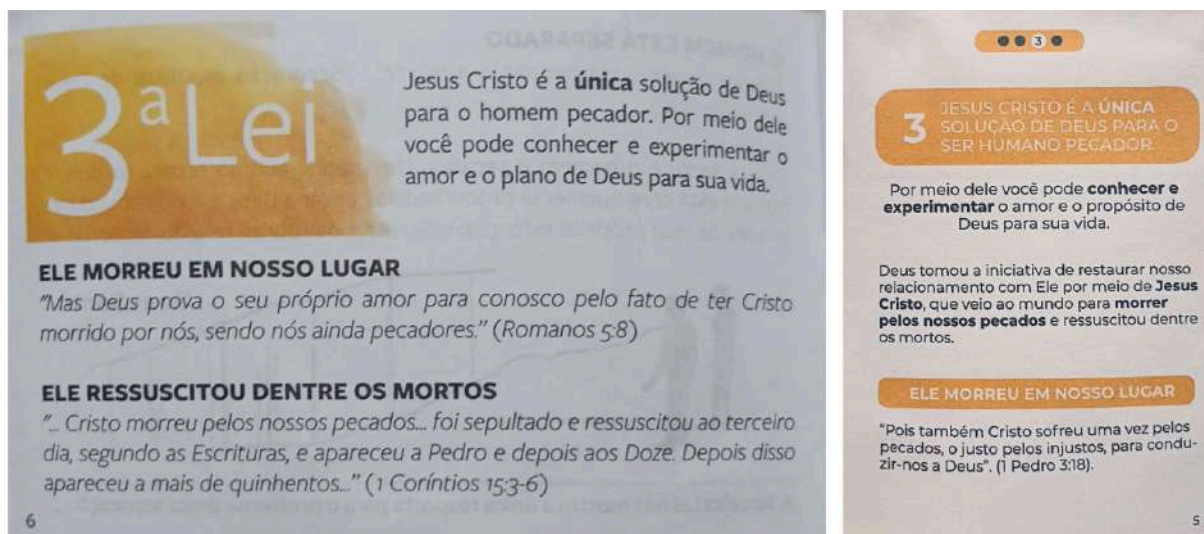 3ª Lei
Jesus Cristo é a única solução de Deus
para o homem pecador. Por meio dele
você pode conhecer e experimentar o
amor e o plano de Deus para sua vida.
ELE MORREU EM NOSSO LUGAR
"Mas Deus prova o seu próprio amor para conosco pelo fato de ter Cristo
morrido por nós, sendo nós ainda pecadores." (Romanos 5:8)
ELE RESSUSCITOU DENTRE OS MORTOS
"... Cristo morreu pelos nossos pecados... foi sepultado e ressuscitou ao terceiro
dia, segundo as Escrituras, e apareceu a Pedro e depois aos Doze. Depois disso
apareceu a mais de quinhentos..." (1 Coríntios 15:3-6)
6
3
3
JESUS CRISTO É A ÚNICA
SOLUÇÃO DE DEUS PARA O
SER HUMANO PECADOR.
Por meio dele você pode conhecer e
experimentar o amor e o propósito de
Deus para sua vida.
Deus tomou a iniciativa de restaurar nosso
relacionamento com Ele por meio de Jesus
Cristo, que veio ao mundo para morrer
pelos nossos pecados e ressuscitou dentre
os mortos.
ELE MORREU EM NOSSO LUGAR
"Pois também Cristo sofreu uma vez pelos
pecados, o justo pelos injustos, para condu-
zir-nos a Deus". (1 Pedro 3:18).
5